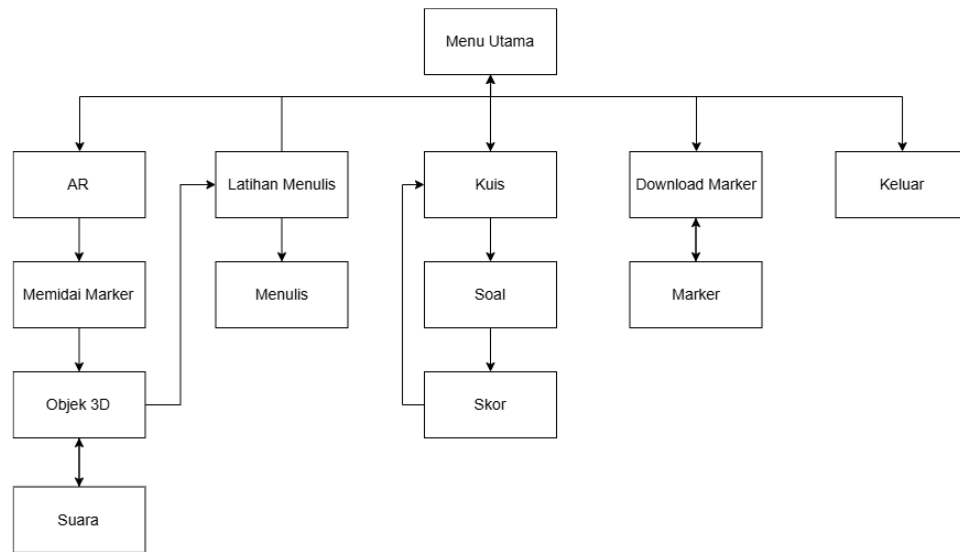 Menu Utama
AR
Latihan Menulis
Kuis
Download Marker
Keluar
Memidai Marker
Menulis
Soal
Marker
Objek 3D
Skor
Suara